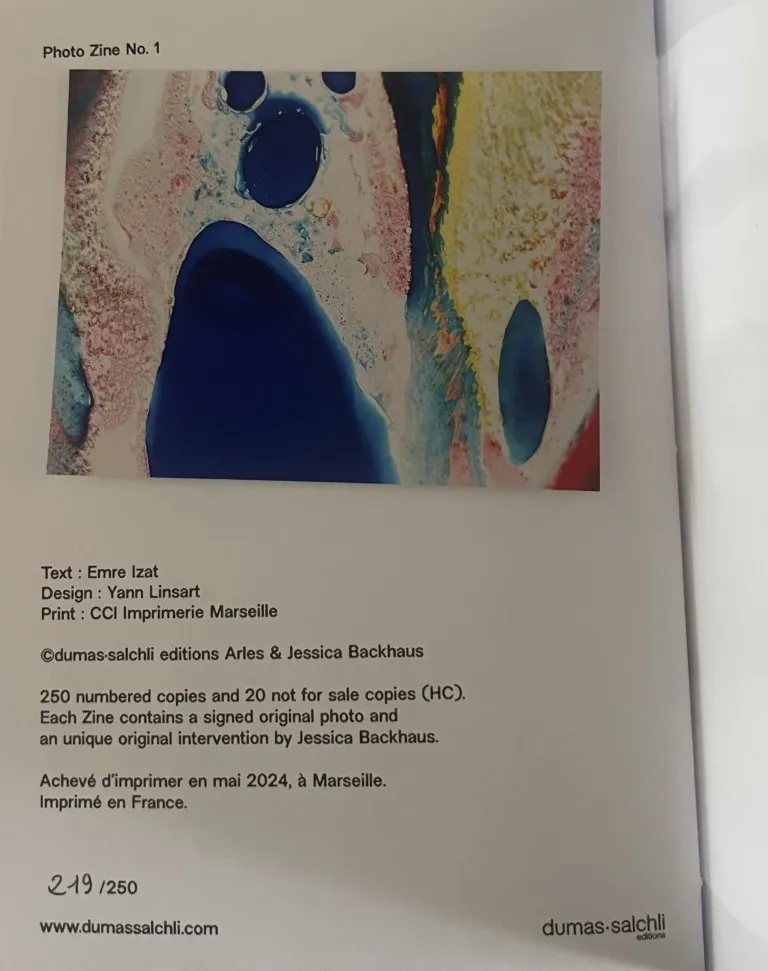 Photo Zine No. 1
Text : Emre Izat
Design : Yann Linsart
Print : CCI Imprimerie Marseille
©dumas·salchli editions Arles & Jessica Backhaus
250 numbered copies and 20 not for sale copies (HC).
Each Zine contains a signed original photo and
an unique original intervention by Jessica Backhaus.
Achevé d'imprimer en mai 2024, à Marseille.
Imprimé en France.
219 /250
www.dumassalchli.com
dumas·salchli
editions